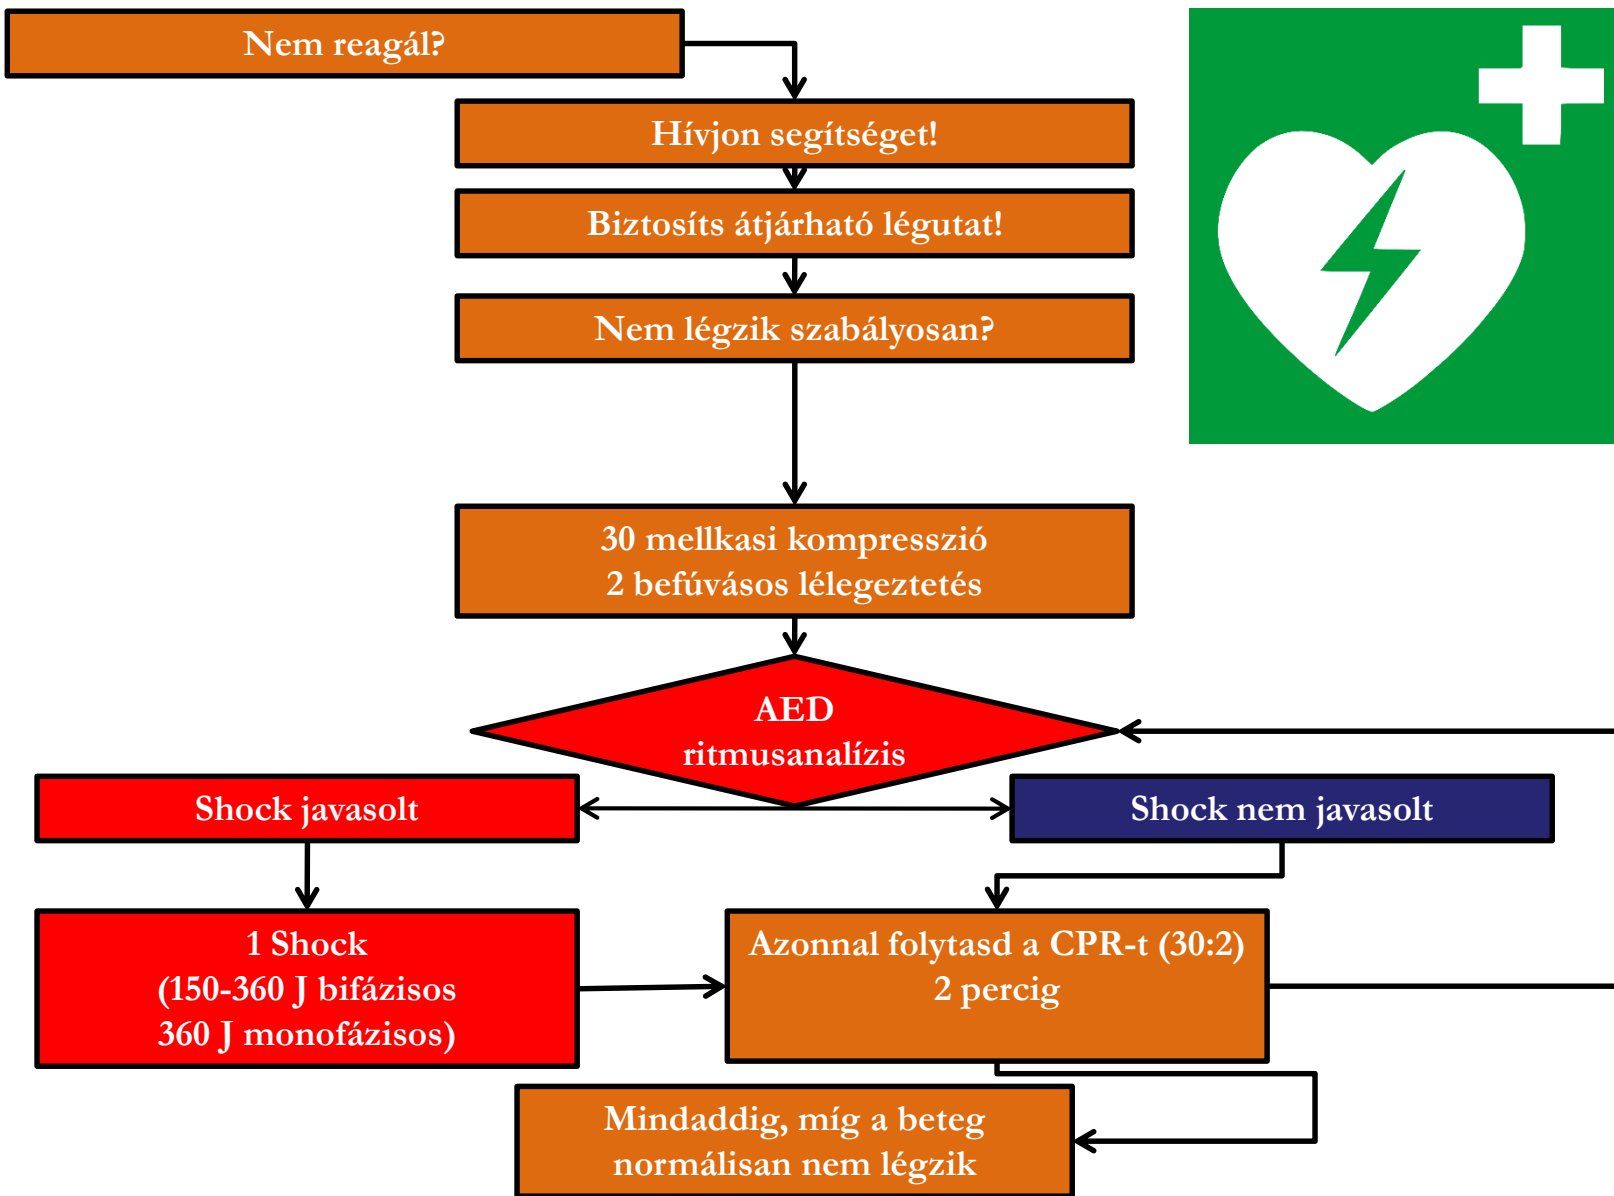 Nem reagál?
Hívjon segítséget!
Biztosíts átjárható légutat!
Nem légzik szabályosan?
30 mellkasi kompresszió
2 befúvásos lélegeztetés
AED
ritmusanalízis
Shock javasolt
Shock nem javasolt
1 Shock
(150-360 J bifázisos
360 J monofázisos)
Azonnal folytasd a CPR-t (30:2)
2 percig
Mindaddig, míg a beteg
normálisan nem légzik